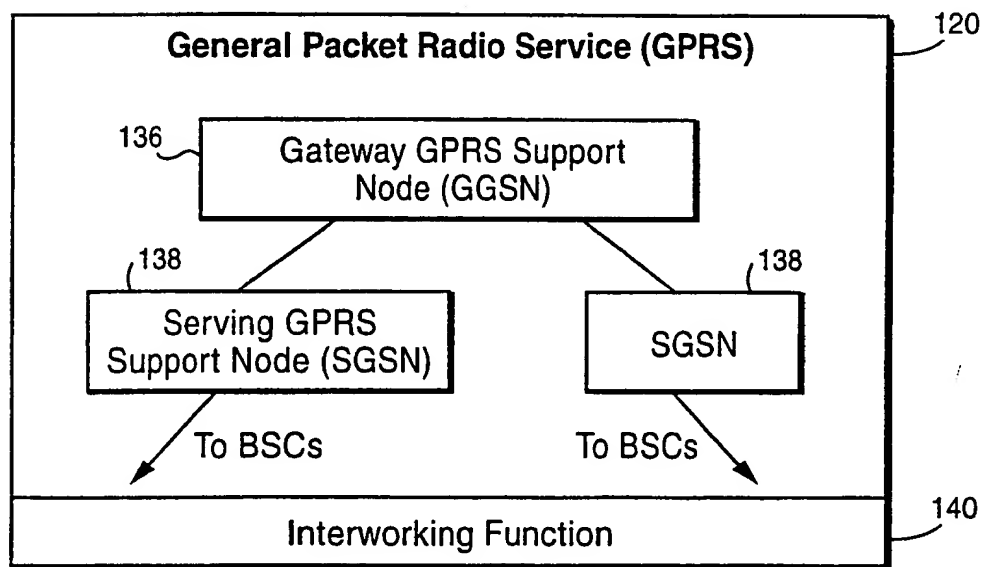 General Packet Radio Service (GPRS)
120
136
Gateway GPRS Support
Node (GGSN)
138
138
Serving GPRS
Support Node (SGSN)
SGSN
To BSCs
To BSCs
Interworking Function
140